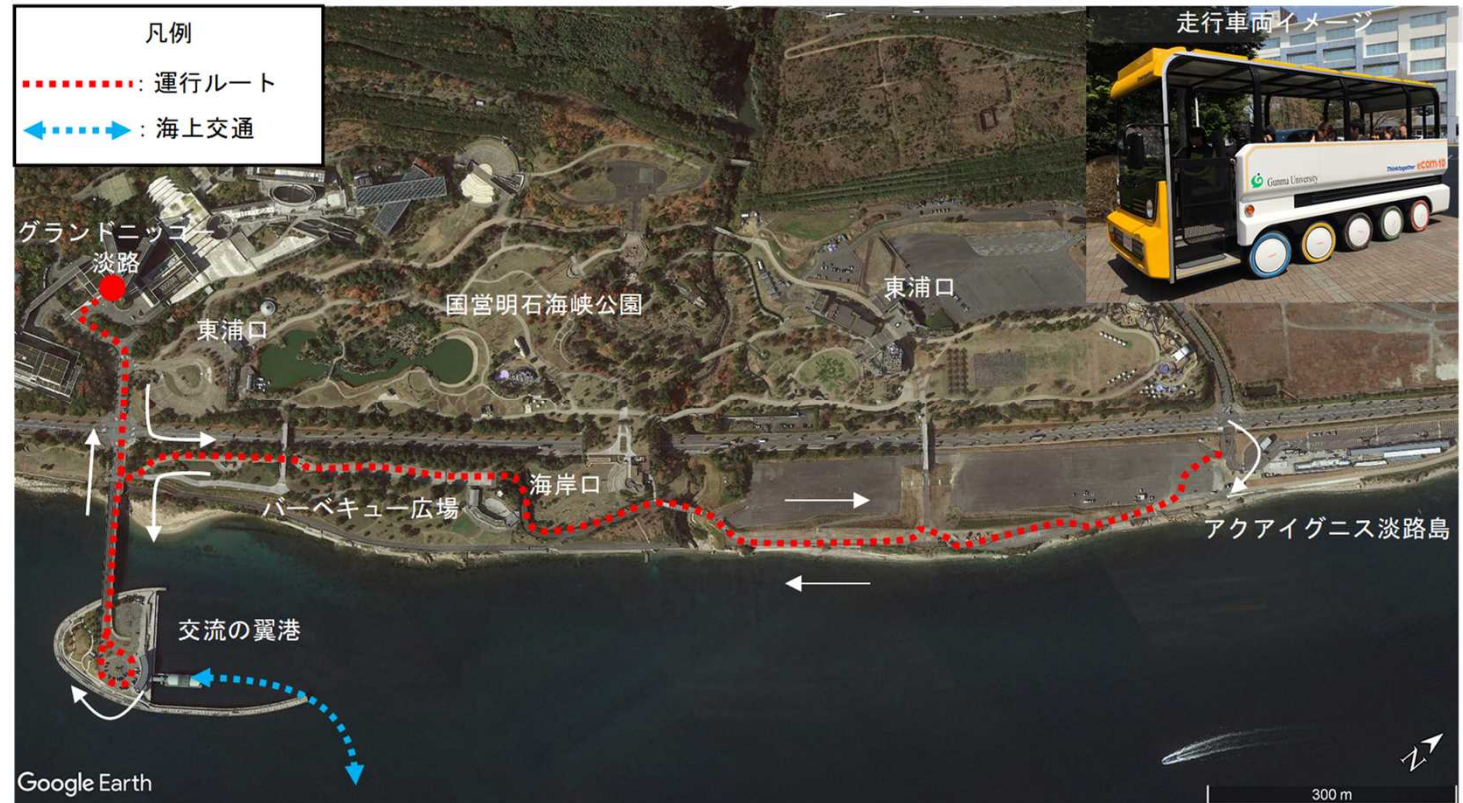 凡例
: 運行ルート
: 海上交通
走行車両イメージ
Gunma University
Thinktogether eCOM-10
グランドニッコー
淡路
東浦口
国営明石海峡公園
東浦口
海岸口
バーベキュー広場
アクアイグニス淡路島
交流の翼港
Google Earth
N
300 m